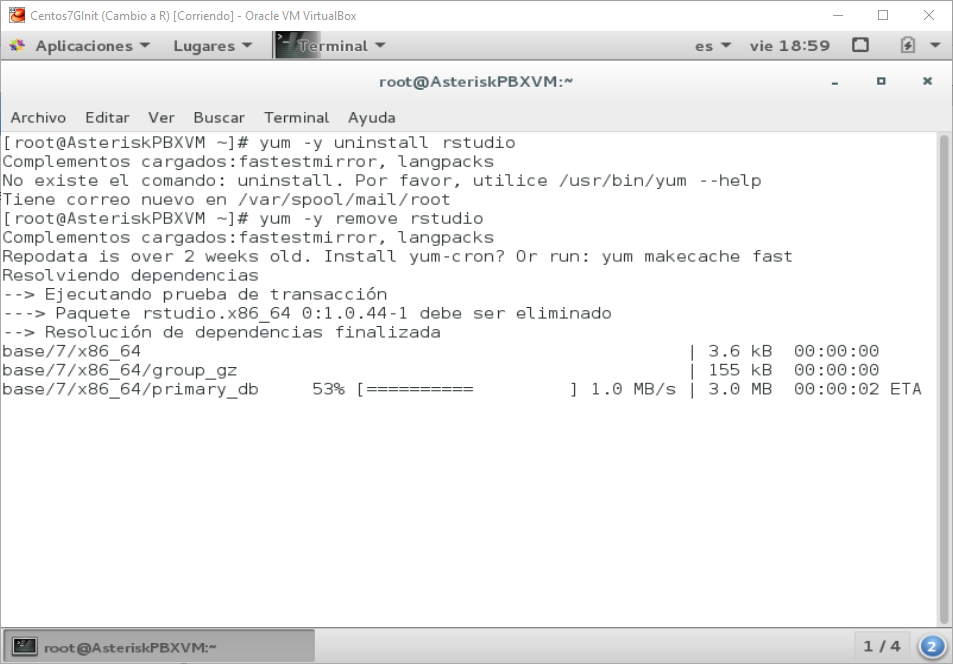 Centos7GInit (Cambio a R) [Corriendo] - Oracle VM VirtualBox
Aplicaciones Lugares Terminal es vie 18:59
root@AsteriskPBXVM:~
Archivo Editar Ver Buscar Terminal Ayuda
[root@AsteriskPBXVM ~]# yum -y uninstall rstudio
Complementos cargados:fastestmirror, langpacks
No existe el comando: uninstall. Por favor, utilice /usr/bin/yum --help
Tiene correo nuevo en /var/spool/mail/root
[root@AsteriskPBXVM ~]# yum -y remove rstudio
Complementos cargados:fastestmirror, langpacks
Repodata is over 2 weeks old. Install yum-cron? Or run: yum makecache fast
Resolviendo dependencias
--> Ejecutando prueba de transacción
---> Paquete rstudio.x86_64 0:1.0.44-1 debe ser eliminado
--> Resolución de dependencias finalizada
base/7/x86_64 | 3.6 kB 00:00:00
base/7/x86_64/group_gz | 155 kB 00:00:00
base/7/x86_64/primary_db 53% [========== ] 1.0 MB/s | 3.0 MB 00:00:02 ETA
root@AsteriskPBXVM:~ 1 / 4 2